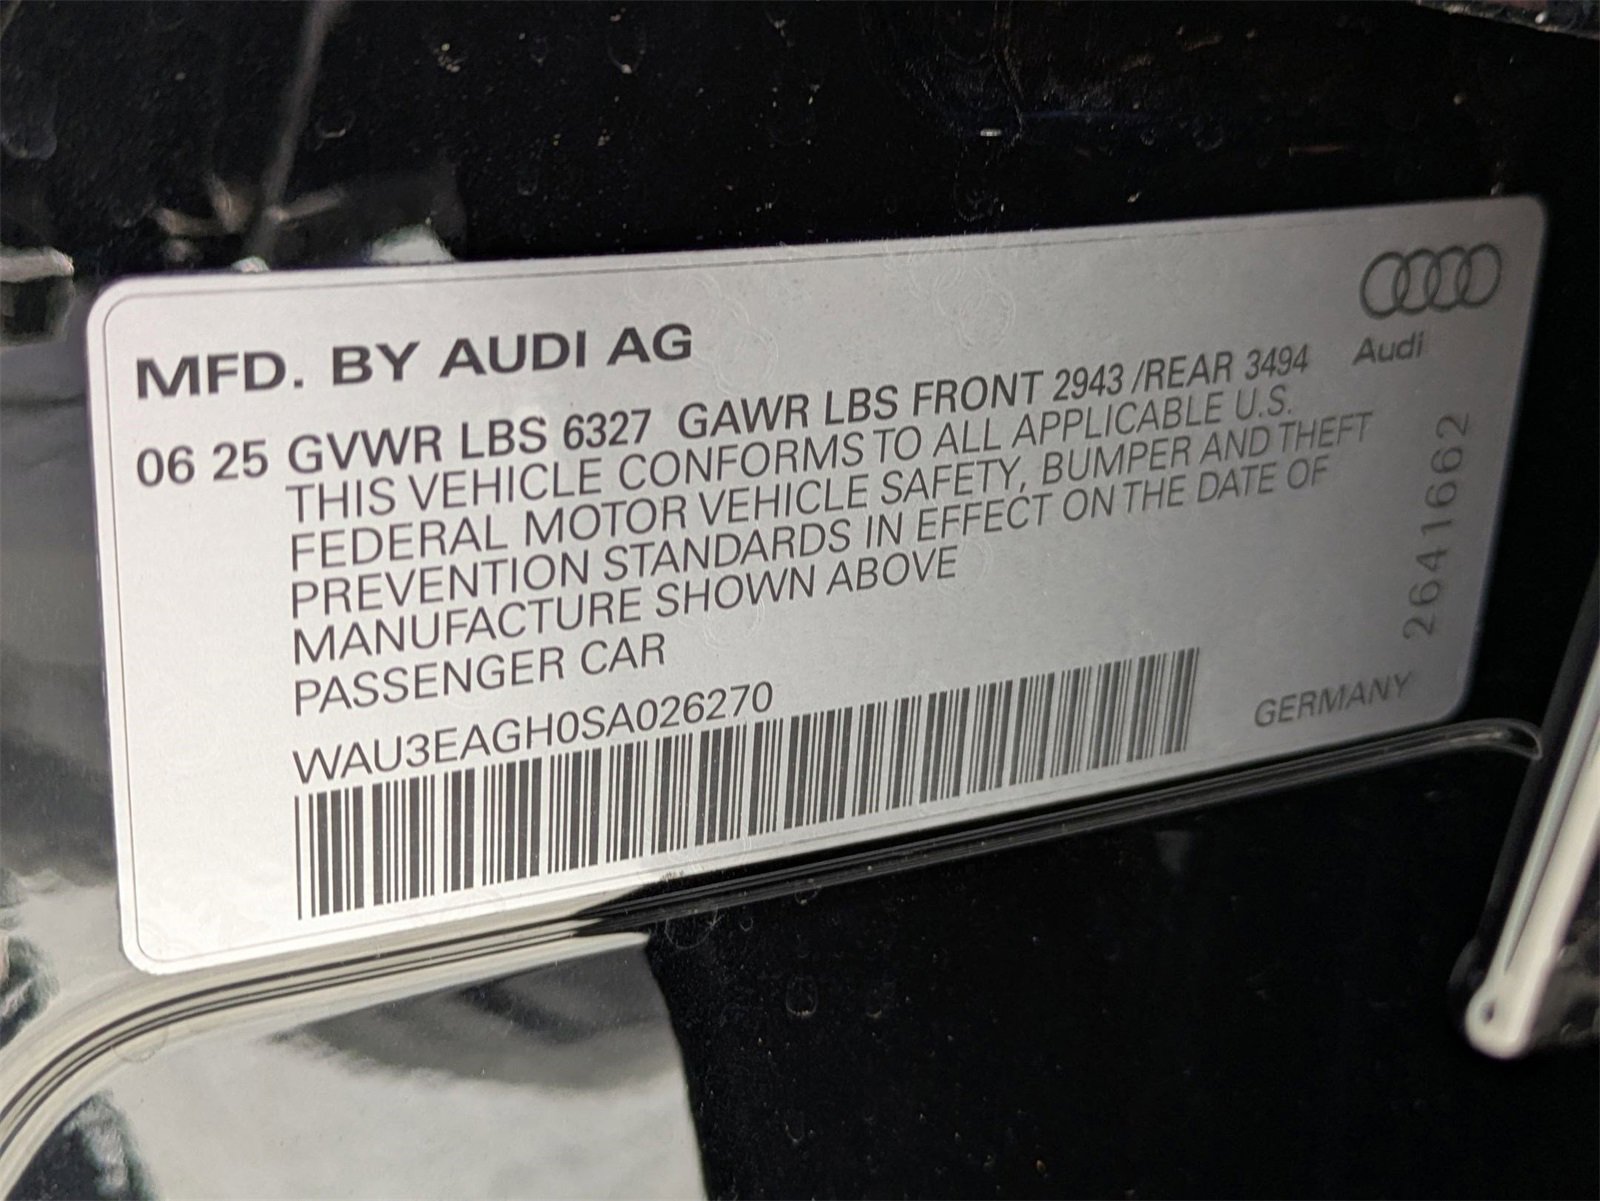 MFD. BY AUDI AG
06 25 GVWR LBS 6327 GAWR LBS FRONT 2943 /REAR 3494
THIS VEHICLE CONFORMS TO ALL APPLICABLE U.S.
FEDERAL MOTOR VEHICLE SAFETY, BUMPER AND THEFT
PREVENTION STANDARDS IN EFFECT ON THE DATE OF
MANUFACTURE SHOWN ABOVE
PASSENGER CAR
WAU3EAGH0SA026270
Audi
2641662
GERMANY